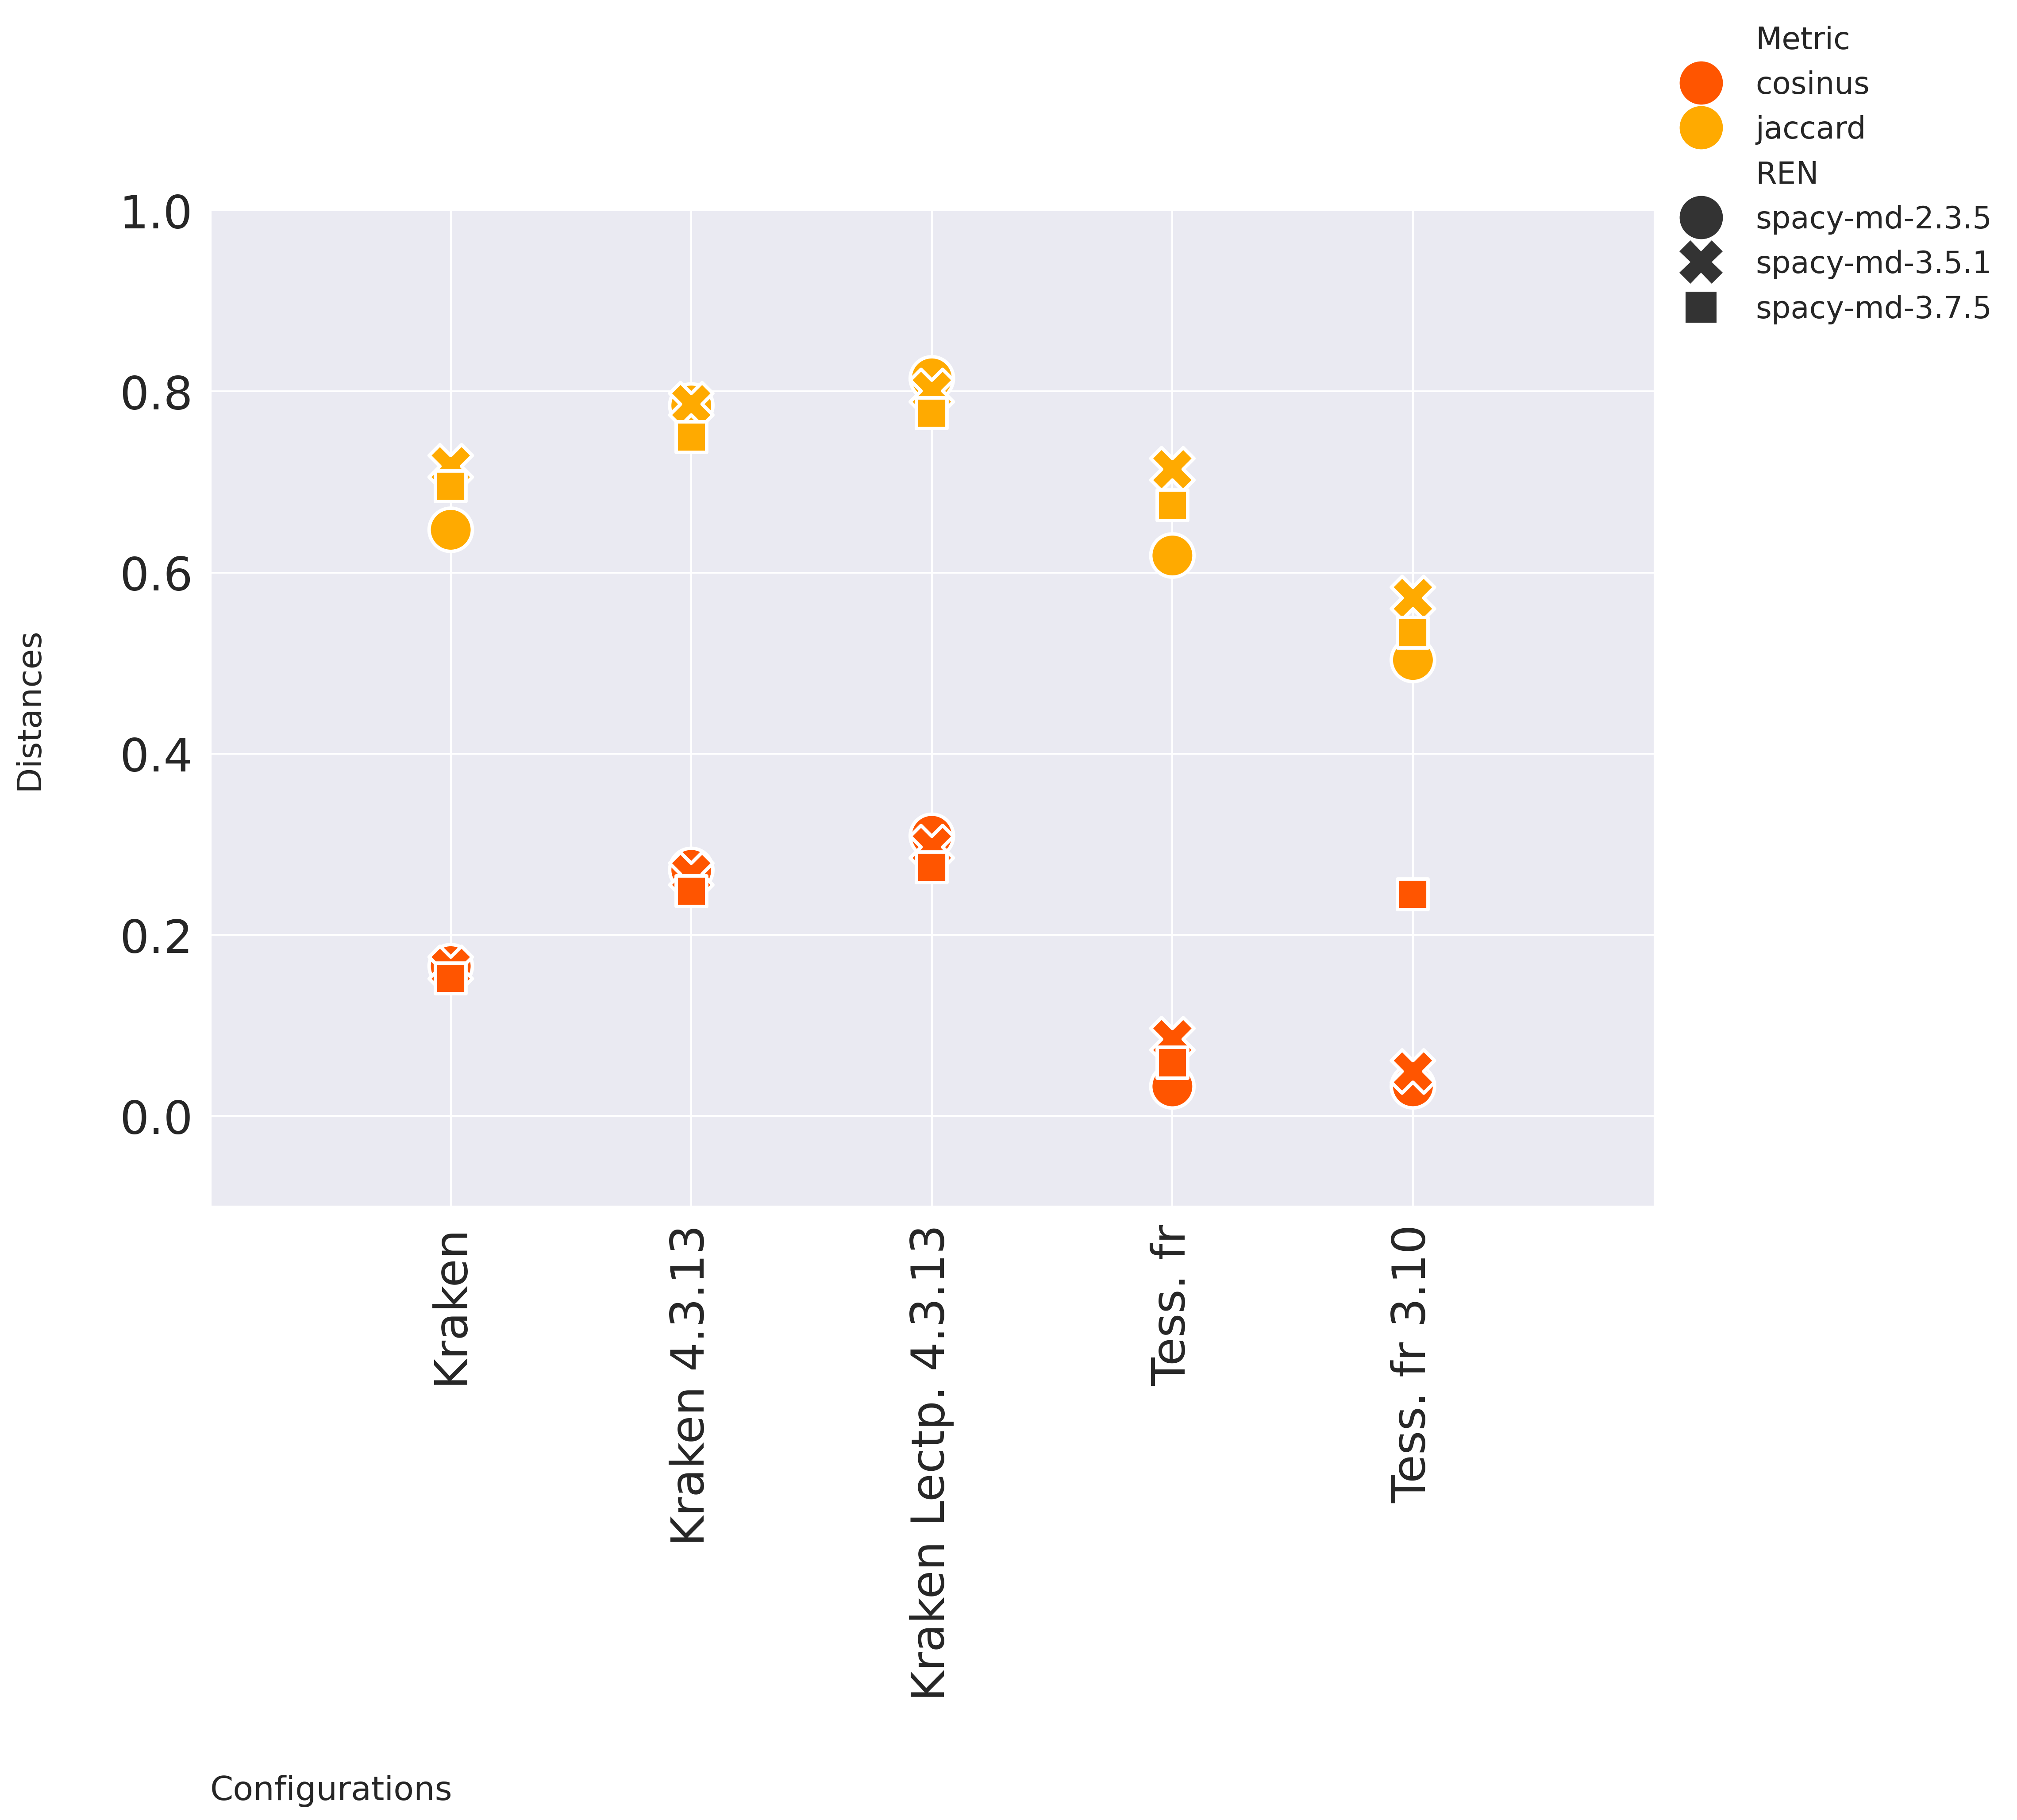 Metric
cosinus
jaccard
REN
spacy-md-2.3.5
spacy-md-3.5.1
spacy-md-3.7.5
1.0
0.8
0.6
0.4
0.2
0.0
Distances
Kraken
Kraken 4.3.13
Kraken Lectp. 4.3.13
Tess. fr
Tess. fr 3.10
Configurations